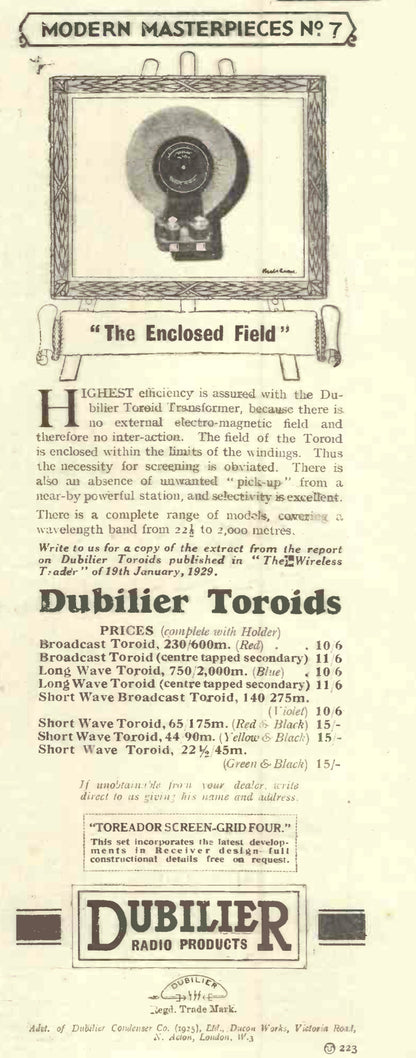 MODERN MASTERPIECES Nº 7
"The Enclosed Field"
HIGHEST efficiency is assured with the Du-
bilier Toroid Transformer, because there is
no external electro-magnetic field and
therefore no inter-action. The field of the Toroid
is enclosed within the limits of the windings. Thus
the necessity for screening is obviated. There is
also an absence of unwanted "pick-up" from a
near-by powerful station, and selectivity is excellent.
There is a complete range of models, covering a
wavelength band from 22½ to 2,000 metres.
Write to us for a copy of the extract from the report
on Dubilier Toroids published in "The Wireless
Trader" of 19th January, 1929.
Dubilier Toroids
PRICES (complete with Holder)
Broadcast Toroid, 230/600m. (Red) . . 10/6
Broadcast Toroid (centre tapped secondary) 11/6
Long Wave Toroid, 750/2,000m. (Blue) . 10/6
Long Wave Toroid (centre tapped secondary) 11/6
Short Wave Broadcast Toroid, 140/275m.
(Violet) 10/6
Short Wave Toroid, 65/175m. (Red & Black) 15/-
Short Wave Toroid, 44/90m. (Yellow & Black) 15/-
Short Wave Toroid, 22½/45m.
(Green & Black) 15/-
If unobtainable from your dealer, write
direct to us giving his name and address.
"TOREADOR SCREEN-GRID FOUR."
This set incorporates the latest develop-
ments in Receiver design—full
constructional details free on request.
DUBILIER
RADIO PRODUCTS
DUBILIER
Regd. Trade Mark.
Advt. of Dubilier Condenser Co. (1925), Ltd., Ducon Works, Victoria Road,
N. Acton, London, W.3
223